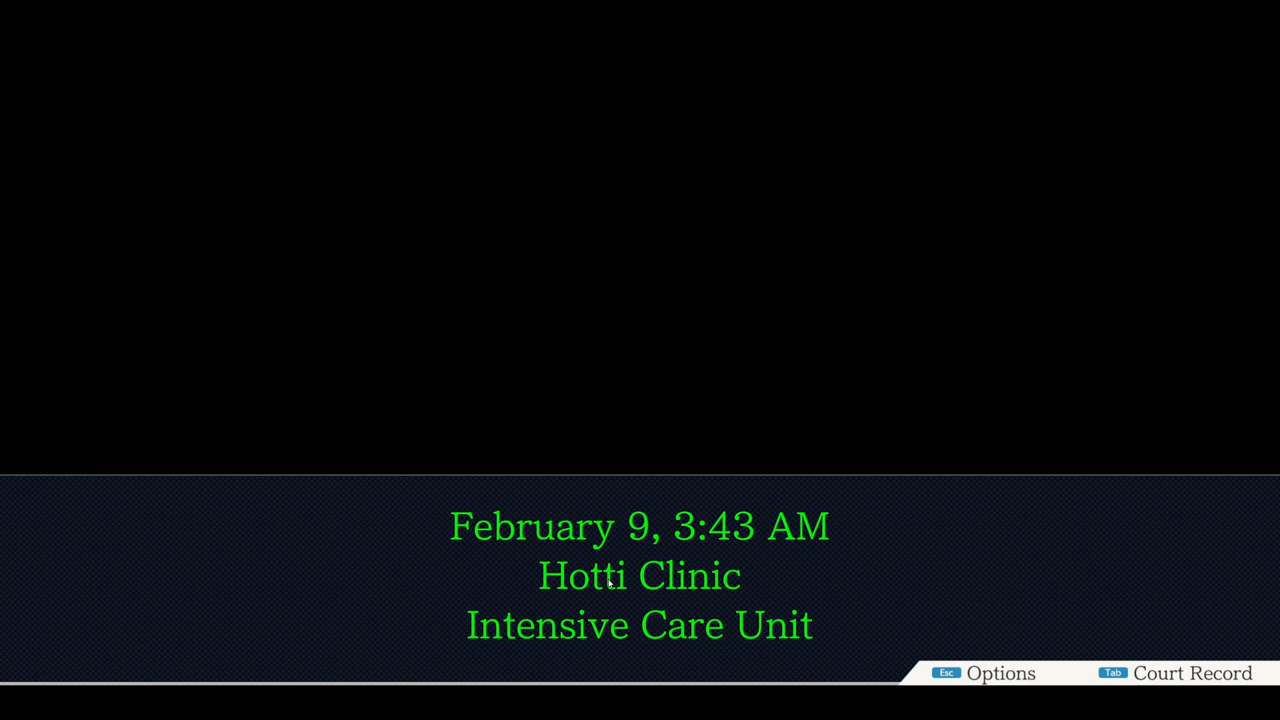 February 9, 3:43 AM
Hotti Clinic
Intensive Care Unit
Esc Options Tab Court Record